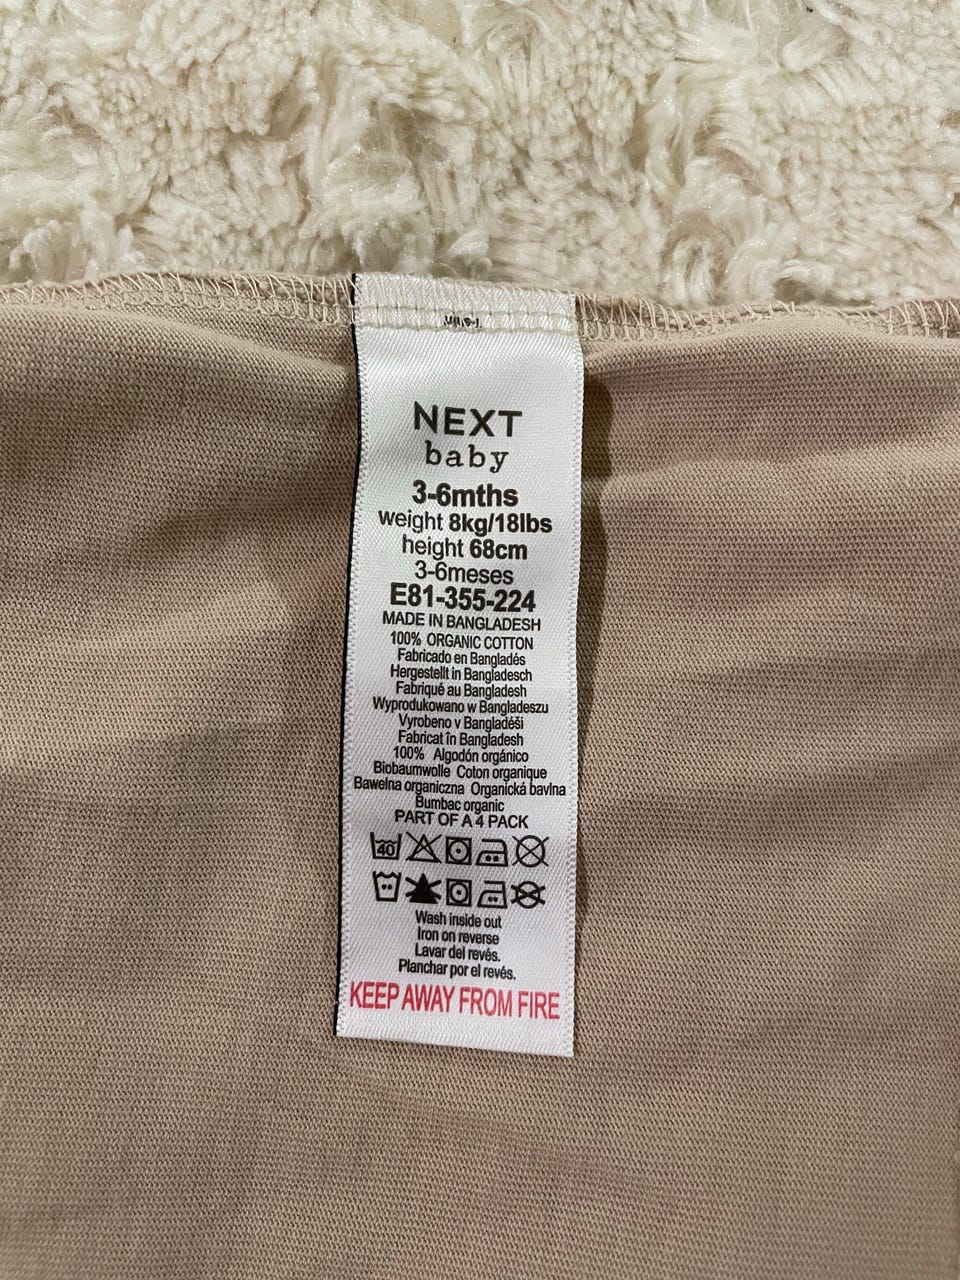 NEXT
baby
3-6mths
weight 8kg/18lbs
height 68cm
3-6meses
E81-355-224
MADE IN BANGLADESH
100% ORGANIC COTTON
Fabricado en Bangladés
Hergestellt in Bangladesch
Fabriqué au Bangladesh
Wyprodukowano w Bangladeszu
Vyrobeno v Bangladéši
Fabricat în Bangladesh
100% Algodón orgánico
Biobaumwolle Coton organique
Bawełna organiczna Organická bavlna
Bumbac organic
PART OF A 4 PACK
40
Wash inside out
Iron on reverse
Lavar del revés.
Planchar por el revés.
KEEP AWAY FROM FIRE